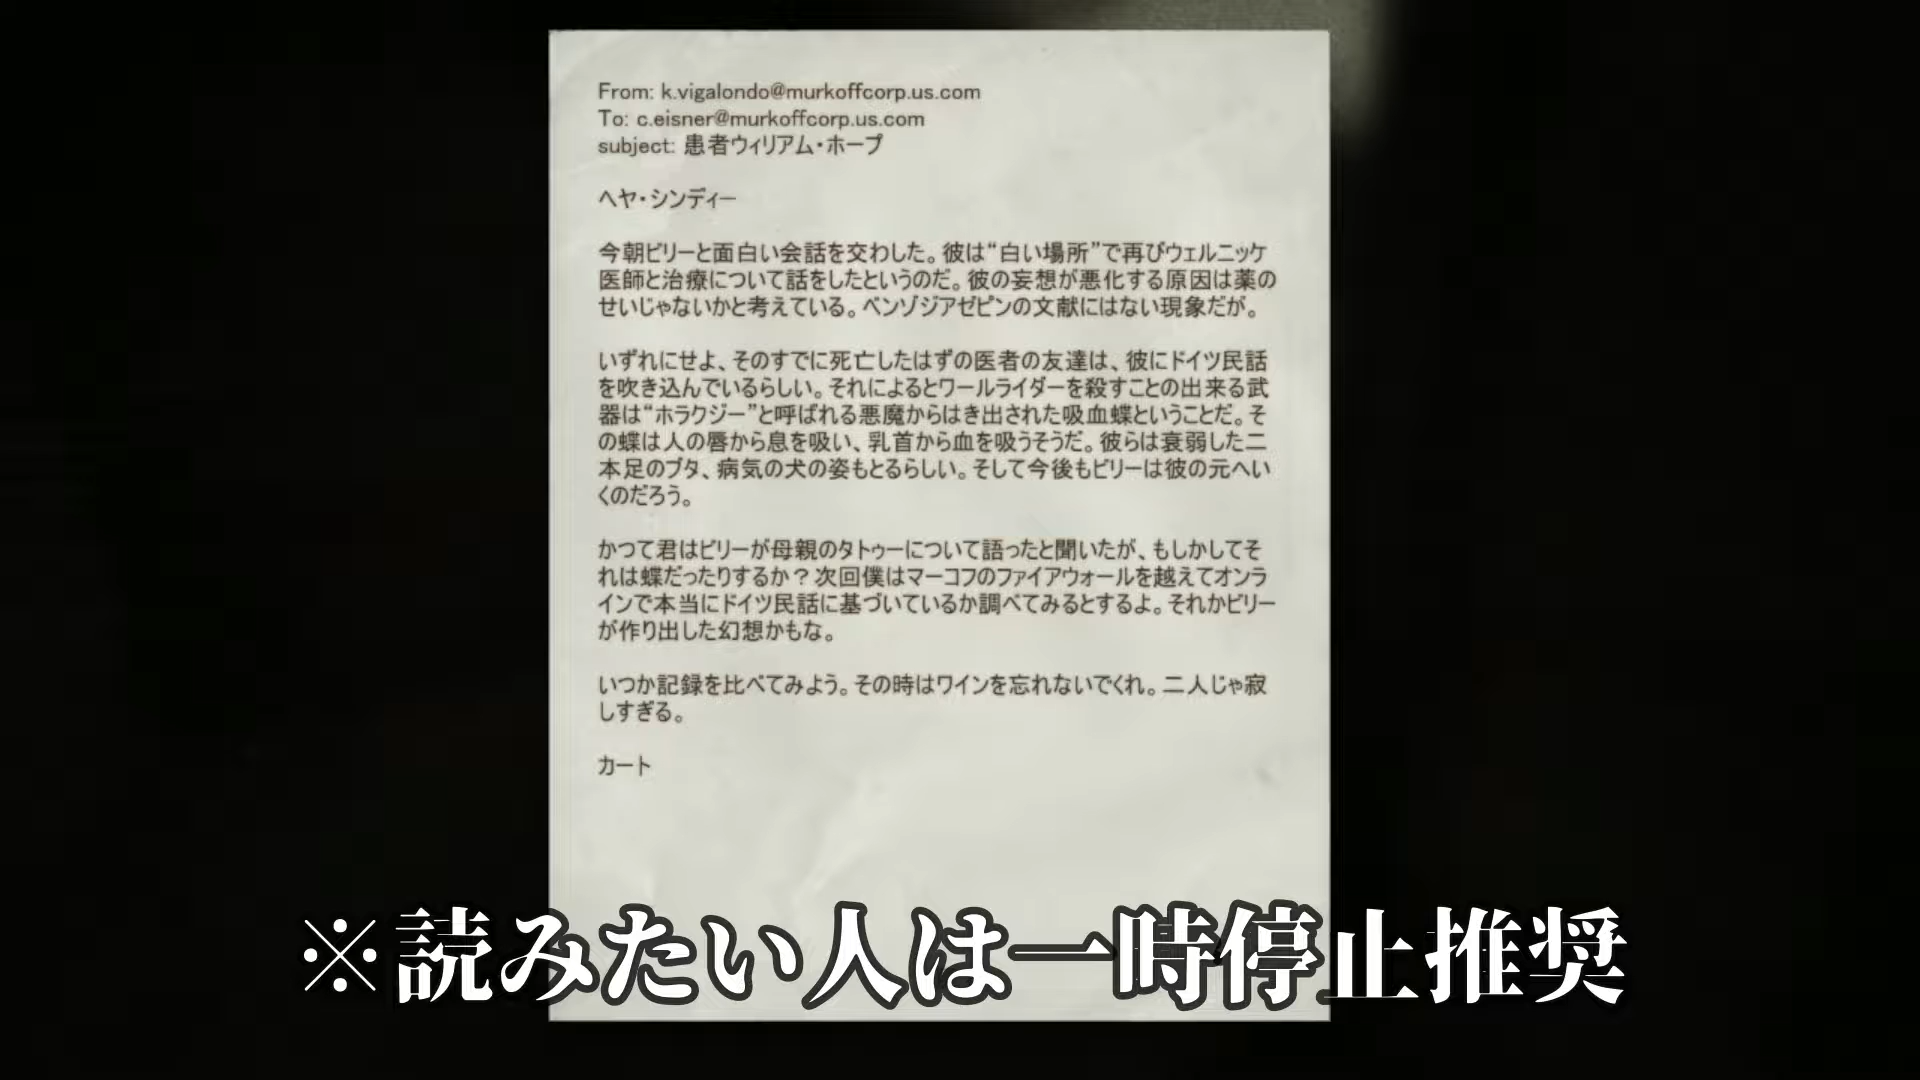 From: k.vigalondo@murkoffcorp.us.com
To: c.eisner@murkoffcorp.us.com
subject: 患者ウィリアム・ホープ
ヘヤ・シンディー
今朝ビリーと面白い会話を交わした。彼は“白い場所”で再びウェルニッケ
医師と治療について話をしたというのだ。彼の妄想が悪化する原因は薬の
せいじゃないかと考えている。ベンゾジアゼピンの文献にはない現象だが。
いずれにせよ、そのすでに死亡したはずの医者の友達は、彼にドイツ民話
を吹き込んでいるらしい。それによるとワールライダーを殺すことの出来る武
器は“ホラクジー”と呼ばれる悪魔からはき出された吸血蝶ということだ。そ
の蝶は人の唇から息を吸い、乳首から血を吸うそうだ。彼らは衰弱した二
本足のブタ、病気の犬の姿もとるらしい。そして今後もビリーは彼の元へい
くのだろう。
かつて君はビリーが母親のタトゥーについて語ったと聞いたが、もしかしてそ
れは蝶だったりするか？次回僕はマーコフのファイアウォールを越えてオンラ
インで本当にドイツ民話に基づいているか調べてみるとするよ。それかビリー
が作り出した幻想かもな。
いつか記録を比べてみよう。その時はワインを忘れないでくれ。二人じゃ寂
しすぎる。
カート
※読みたい人は一時停止推奨